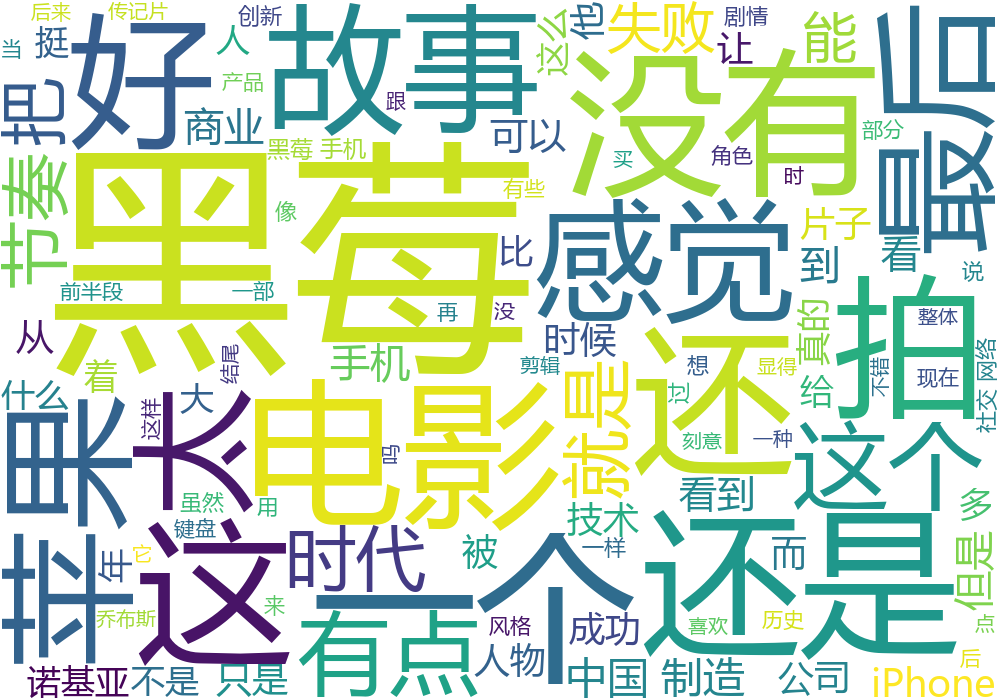 后来
传记片
创新
剧情
当
挺
好
故事
人
这么
他
失败
让
能
最后
把
产品
跟
没有
商业
可以
部分
黑莓 手机
买
角色
时
节奏
黑莓
有些
像
感觉
片子
比
到
看
说
前半段
一部
再
没
拍
整体
从
手机
时候
真的
结尾
剪辑
想
显得
不错
现在
社交 网络
着
什么
大
还
过
给
苹果
这样
太
电影
就是
刻意
一种
这个
吗
虽然
用
看到
多
键盘
技术
年
它
这
时代
被
一个
一样
还是
而
但是
乔布斯
来
有点
风格
成功
喜欢
历史
点
诺基亚
不是
只是
人物
中国
制造
公司
后
iPhone